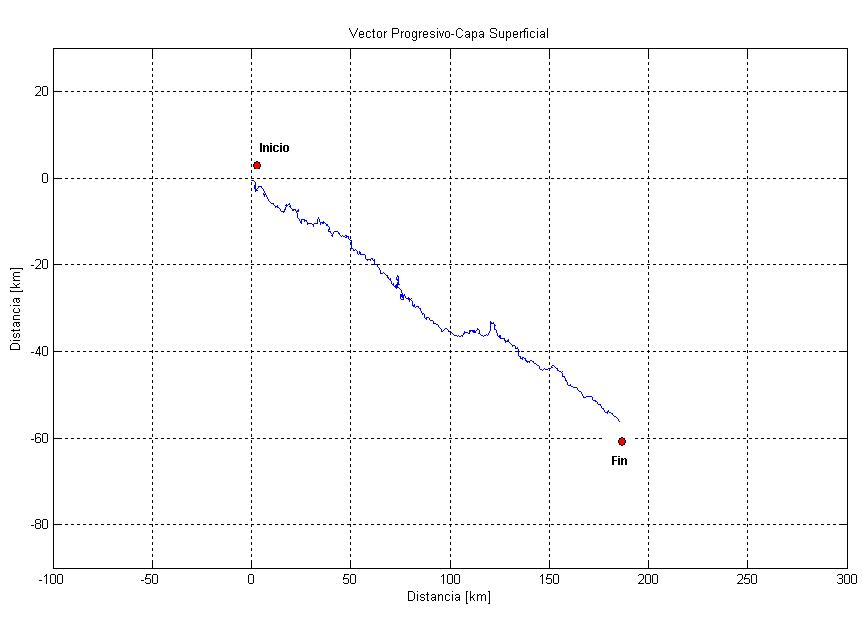 Vector Progresivo-Capa Superficial
20
Inicio
0
-20
Distancia [km]
-40
-60
Fin
-80
-100 -50 0 50 100 150 200 250 300
Distancia [km]